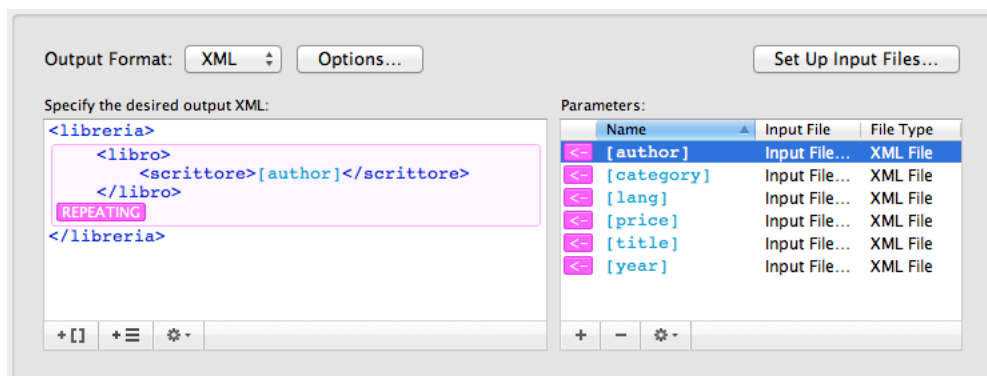 Output Format: XML Options... Set Up Input Files...
Specify the desired output XML:
<libreria>
<libro>
<scrittore>[author]</scrittore>
</libro>
REPEATING
</libreria>
+[] +
Parameters:
Name Input File File Type
<- [author] Input File... XML File
<- [category] Input File... XML File
<- [lang] Input File... XML File
<- [price] Input File... XML File
<- [title] Input File... XML File
<- [year] Input File... XML File
+ −